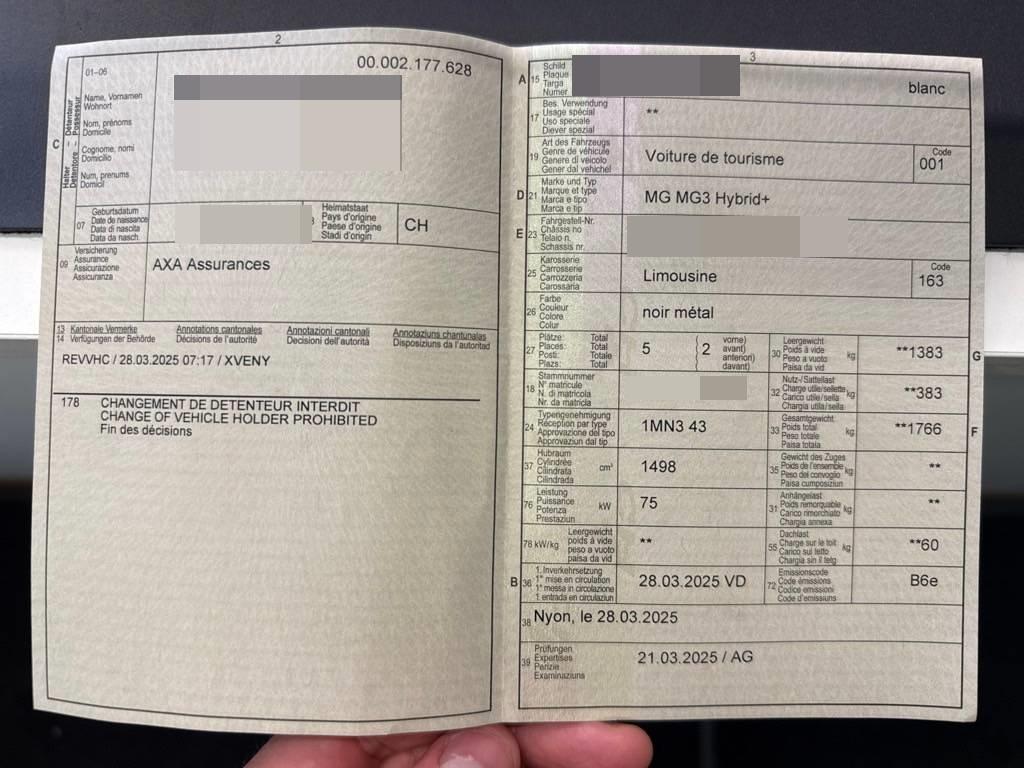 2
00.002.177.628
01-06
Halter Détenteur
Detentore Possessur
C
Name, Vornamen
Wohnort
Nom, prénoms
Domicile
Cognome, nomi
Domicilio
Num, prenums
Domicil
07
Geburtsdatum
Date de naissance
Data di nascita
Data da nasch.
Heimatstaat
Pays d'origine
Paese d'origine
Stadi d'origin
CH
09
Versicherung
Assurance
Assicurazione
Assicuranza
AXA Assurances
13 Kantonale Vermerke Annotations cantonales Annotazioni cantonali Annotaziuns chantunalas
14 Verfügungen der Behörde Décisions de l'autorité Decisioni dell'autorità Disposiziuns da l'autoritad
REVVHC / 28.03.2025 07:17 / XVENY
178 CHANGEMENT DE DETENTEUR INTERDIT
CHANGE OF VEHICLE HOLDER PROHIBITED
Fin des décisions
3
A 15
Schild
Plaque
Targa
Numer
blanc
17
Bes. Verwendung
Usage spécial
Uso speciale
Diever spezial
**
19
Art des Fahrzeugs
Genre de véhicule
Genere di veicolo
Gener dal vehichel
Voiture de tourisme
Code
001
D 21
Marke und Typ
Marque et type
Marca e tipo
Marca e tip
MG MG3 Hybrid+
E 23
Fahrgestell-Nr.
Châssis no
Telaio n.
Schassis nr.
25
Karosserie
Carrosserie
Carrozzeria
Carossaria
Limousine
Code
163
26
Farbe
Couleur
Colore
Colur
noir métal
27
Plätze: Total
Places: Total
Posti: Totale
Plazs: Total
5
2
vorne)
avant)
anteriori)
davant)
30
Leergewicht
Poids à vide
Peso a vuoto
Paisa da vid
kg
**1383
G
18
Stammnummer
N° matricule
N. di matricola
Nr. da matricla
32
Nutz-/Sattellast
Charge utile/sellette
Carico utile/sella
Chargia utila/sella
kg
**383
24
Typengenehmigung
Réception par type
Approvazione del tipo
Approvaziun dal tip
1MN3 43
33
Gesamtgewicht
Poids total
Peso totale
Paisa totala
kg
**1766
F
37
Hubraum
Cylindrée
Cilindrata
Cilindrada
cm³
1498
35
Gewicht des Zuges
Poids de l'ensemble
Peso del convoglio
Paisa cumposiziun
kg
**
76
Leistung
Puissance
Potenza
Prestaziun
kW
75
31
Anhängelast
Poids remorquable
Carico rimorchiato
Chargia annexa
kg
**
78 kW/kg
Leergewicht
poids à vide
peso a vuoto
paisa da vid
**
55
Dachlast
Charge sur le toit
Carico sul tetto
Chargia sin il tetg
kg
**60
B 36
1. Inverkehrsetzung
1re mise en circulation
1a messa in circolazione
1. entrada en circulaziun
28.03.2025 VD
72
Emissionscode
Code émissions
Codice emissioni
Code d'emissiuns
B6e
38 Nyon, le 28.03.2025
39
Prüfungen
Expertises
Perizie
Examinaziuns
21.03.2025 / AG